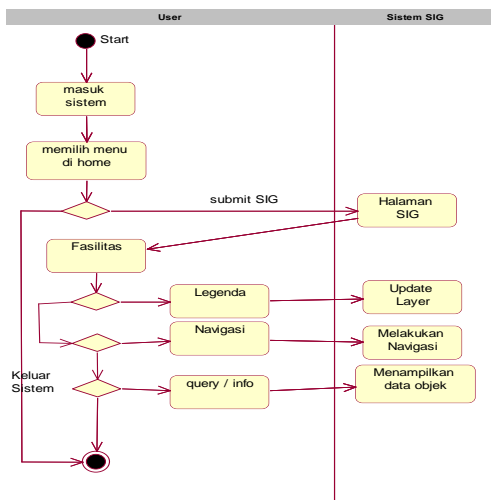 User
Sistem SIG
Start
masuk
sistem
memilih menu
di home
submit SIG
Halaman
SIG
Fasilitas
Legenda
Update
Layer
Navigasi
Melakukan
Navigasi
Keluar
Sistem
query / info
Menampilkan
data objek